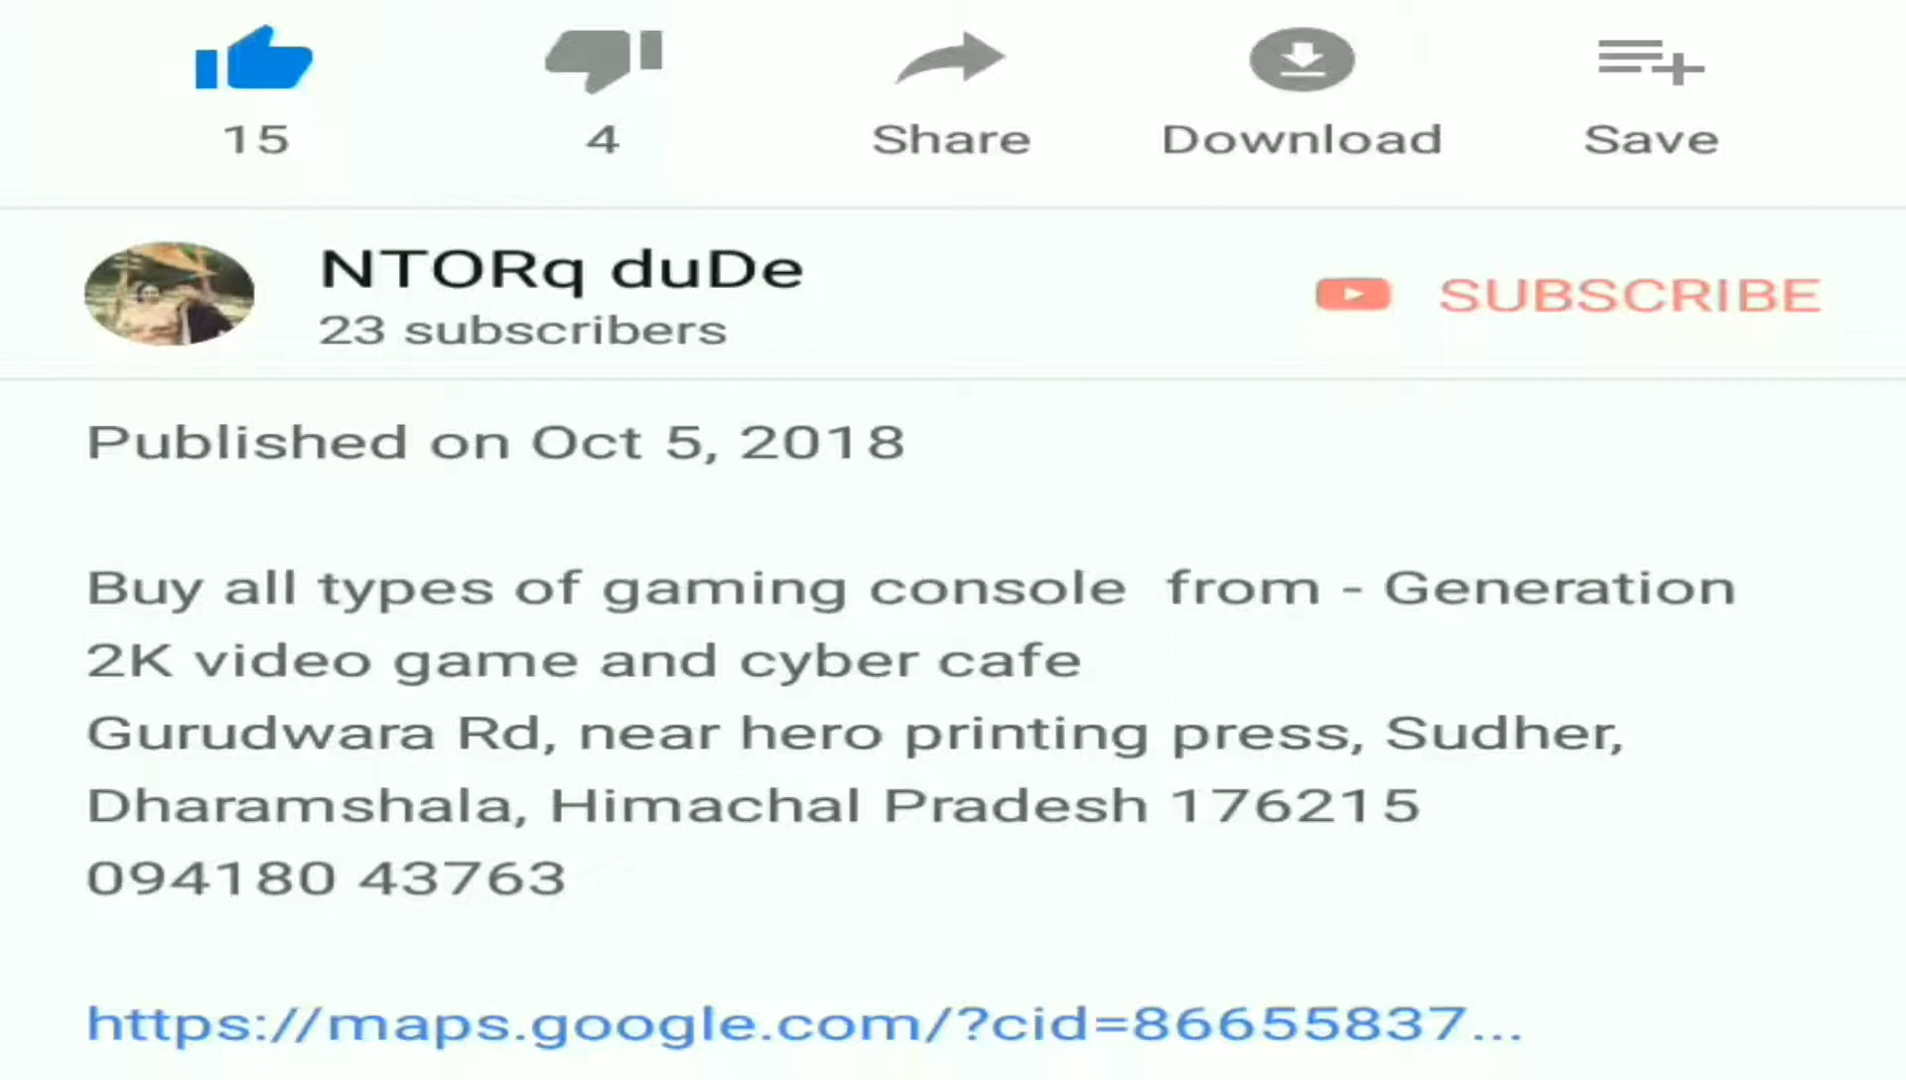 15 4 Share Download Save
NTORq duDe
23 subscribers
SUBSCRIBE
Published on Oct 5, 2018
Buy all types of gaming console  from - Generation
2K video game and cyber cafe
Gurudwara Rd, near hero printing press, Sudher,
Dharamshala, Himachal Pradesh 176215
094180 43763
https://maps.google.com/?cid=86655837...